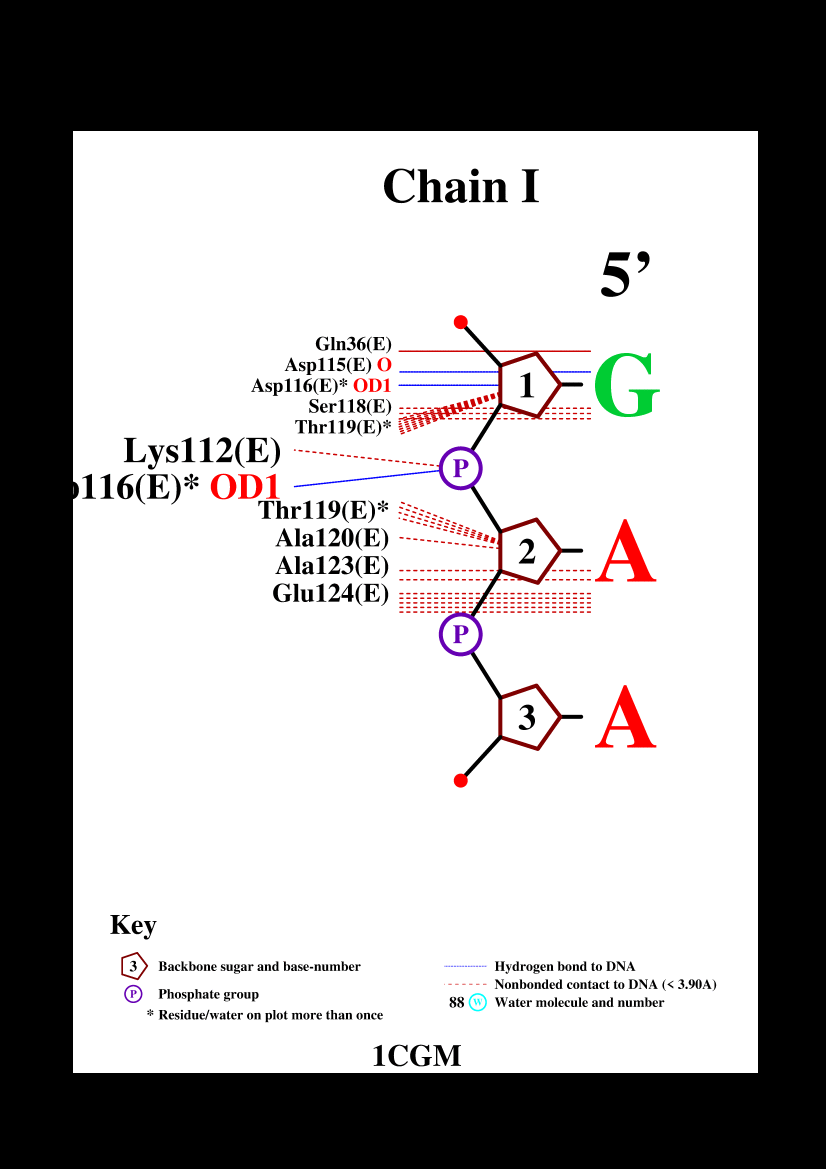 Chain I
5’
Gln36(E)
Asp115(E) O
Asp116(E)* OD1
Ser118(E)
Thr119(E)*
1 G
Lys112(E)
P
p116(E)* OD1
Thr119(E)*
Ala120(E)
Ala123(E)
Glu124(E)
2 A
P
3 A
Key
3 Backbone sugar and base-number
P Phosphate group
* Residue/water on plot more than once
Hydrogen bond to DNA
Nonbonded contact to DNA (< 3.90A)
88 W Water molecule and number
1CGM